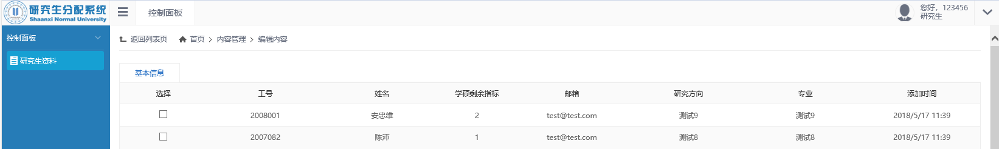 研究生分配系统
Shaanxi Normal University
控制面板
您好，123456
研究生
控制面板
研究生资料
返回列表页 首页 内容管理 编辑内容
基本信息
选择 工号 姓名 学硕剩余指标 邮箱 研究方向 专业 添加时间
2008001 安忠维 2 test@test.com 测试9 测试9 2018/5/17 11:39
2007082 陈沛 1 test@test.com 测试8 测试8 2018/5/17 11:39